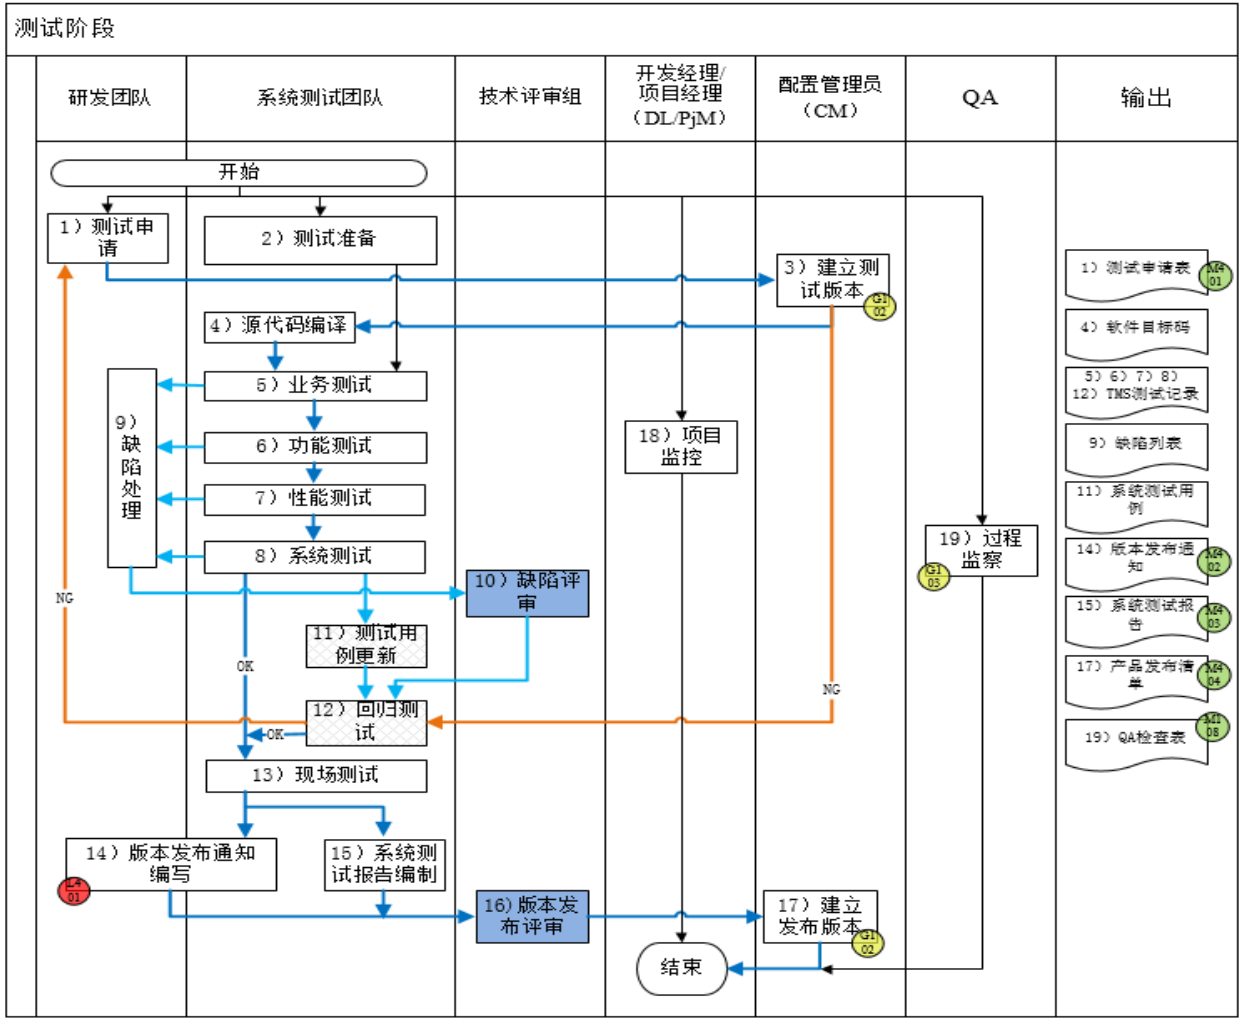 测试阶段
研发团队
系统测试团队
技术评审组
开发经理/
项目经理
（DL/PjM）
配置管理员
（CM）
QA
输出
开始
1）测试申
请
2）测试准备
3）建立测
试版本
G1
02
4）源代码编译
5）业务测试
6）功能测试
7）性能测试
8）系统测试
9）
缺
陷
处
理
10）缺陷评
审
11）测试用
例更新
12）回归测
试
NG
OK
OK
NG
13）现场测试
14）版本发布通知
编写
01
15）系统测
试报告编制
16)版本发
布评审
17）建立
发布版本
G1
02
18）项目
监控
19）过程
监察
G1
03
结束
1）测试申请表
M4
01
4）软件目标码
5）6）7）8）
12）TMS测试记录
9）缺陷列表
11）系统测试用
例
14）版本发布通
知
M4
02
15）系统测试报
告
M4
03
17）产品发布清
单
M4
04
19）QA检查表
M1
08